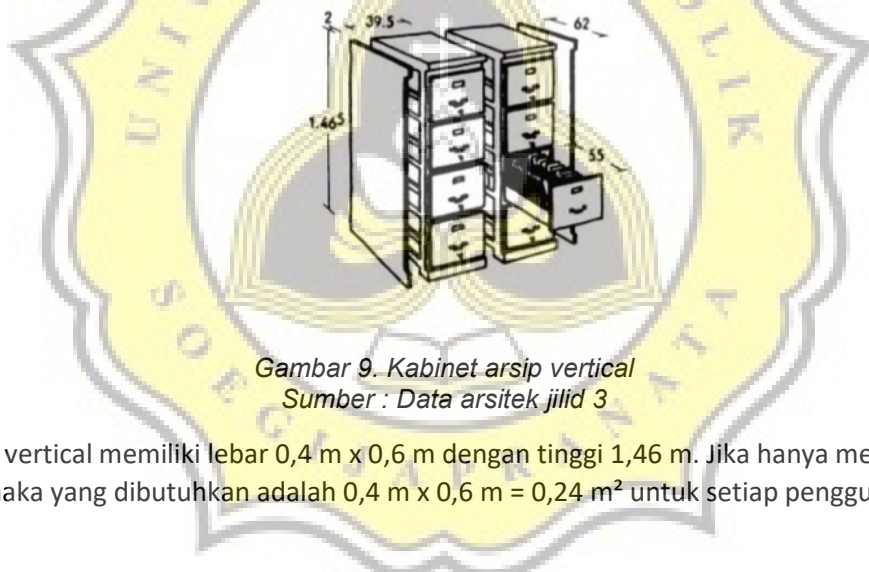 2
39.5
62
1.465
55
Gambar 9. Kabinet arsip vertical
Sumber : Data arsitek jilid 3
vertical memiliki lebar 0,4 m x 0,6 m dengan tinggi 1,46 m. Jika hanya me
aka yang dibutuhkan adalah 0,4 m x 0,6 m = 0,24 m² untuk setiap penggu
SOEGIJAPRANATA